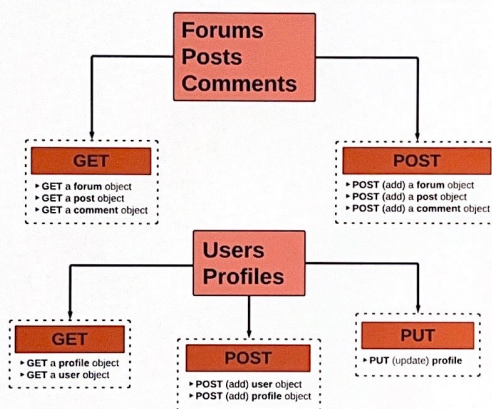 Forums
Posts
Comments
GET
GET a forum object
GET a post object
GET a comment object
POST
POST (add) a forum object
POST (add) a post object
POST (add) a comment object
Users
Profiles
GET
GET a profile object
GET a user object
POST
POST (add) user object
POST (add) profile object
PUT
PUT (update) profile